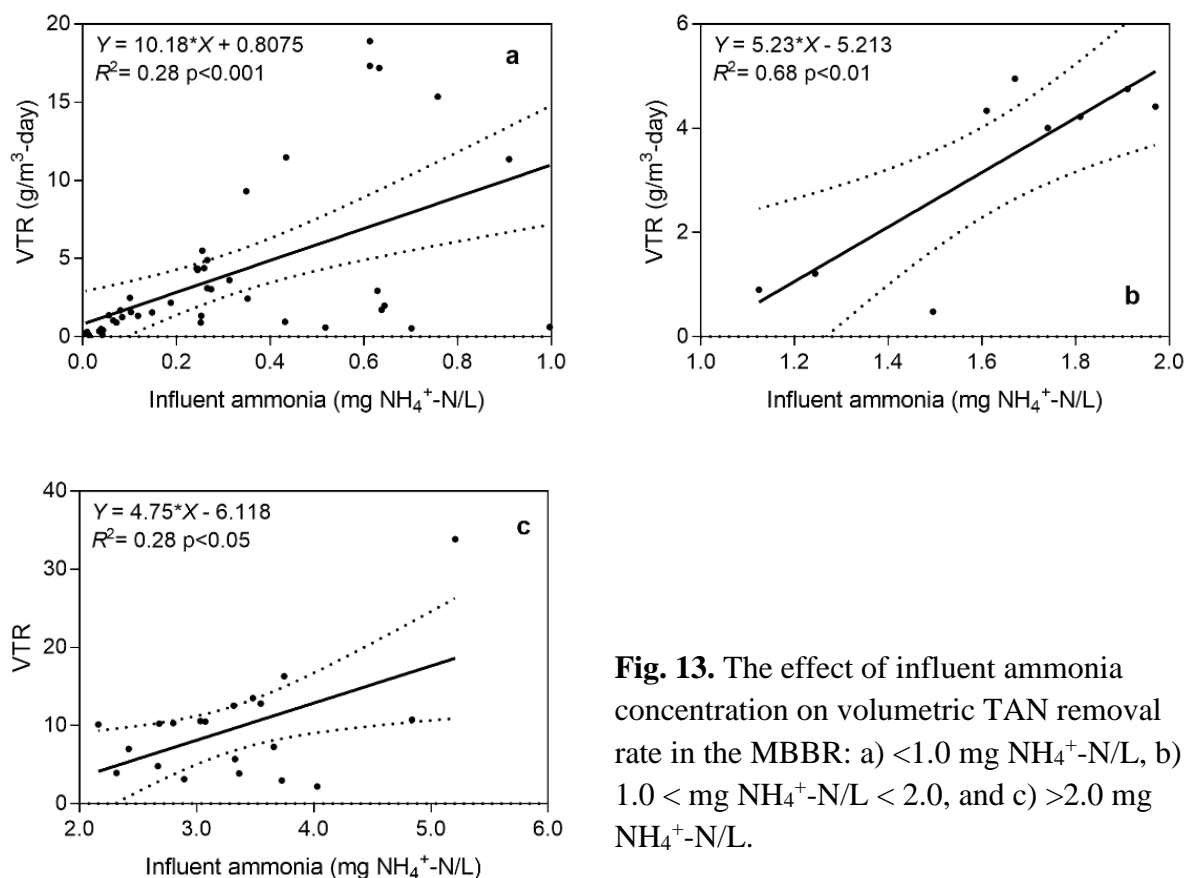 Y = 10.18*X + 0.8075
R² = 0.28 p<0.001
a
20
15
10
5
0
VTR (g/m³-day)
0.0 0.2 0.4 0.6 0.8 1.0
Influent ammonia (mg NH₄⁺-N/L)
Y = 5.23*X - 5.213
R² = 0.68 p<0.01
b
6
4
2
0
VTR (g/m³-day)
1.0 1.2 1.4 1.6 1.8 2.0
Influent ammonia (mg NH₄⁺-N/L)
Y = 4.75*X - 6.118
R² = 0.28 p<0.05
c
40
30
20
10
0
VTR
2.0 3.0 4.0 5.0 6.0
Influent ammonia (mg NH₄⁺-N/L)
Fig. 13. The effect of influent ammonia
concentration on volumetric TAN removal
rate in the MBBR: a) <1.0 mg NH₄⁺-N/L, b)
1.0 < mg NH₄⁺-N/L < 2.0, and c) >2.0 mg
NH₄⁺-N/L.